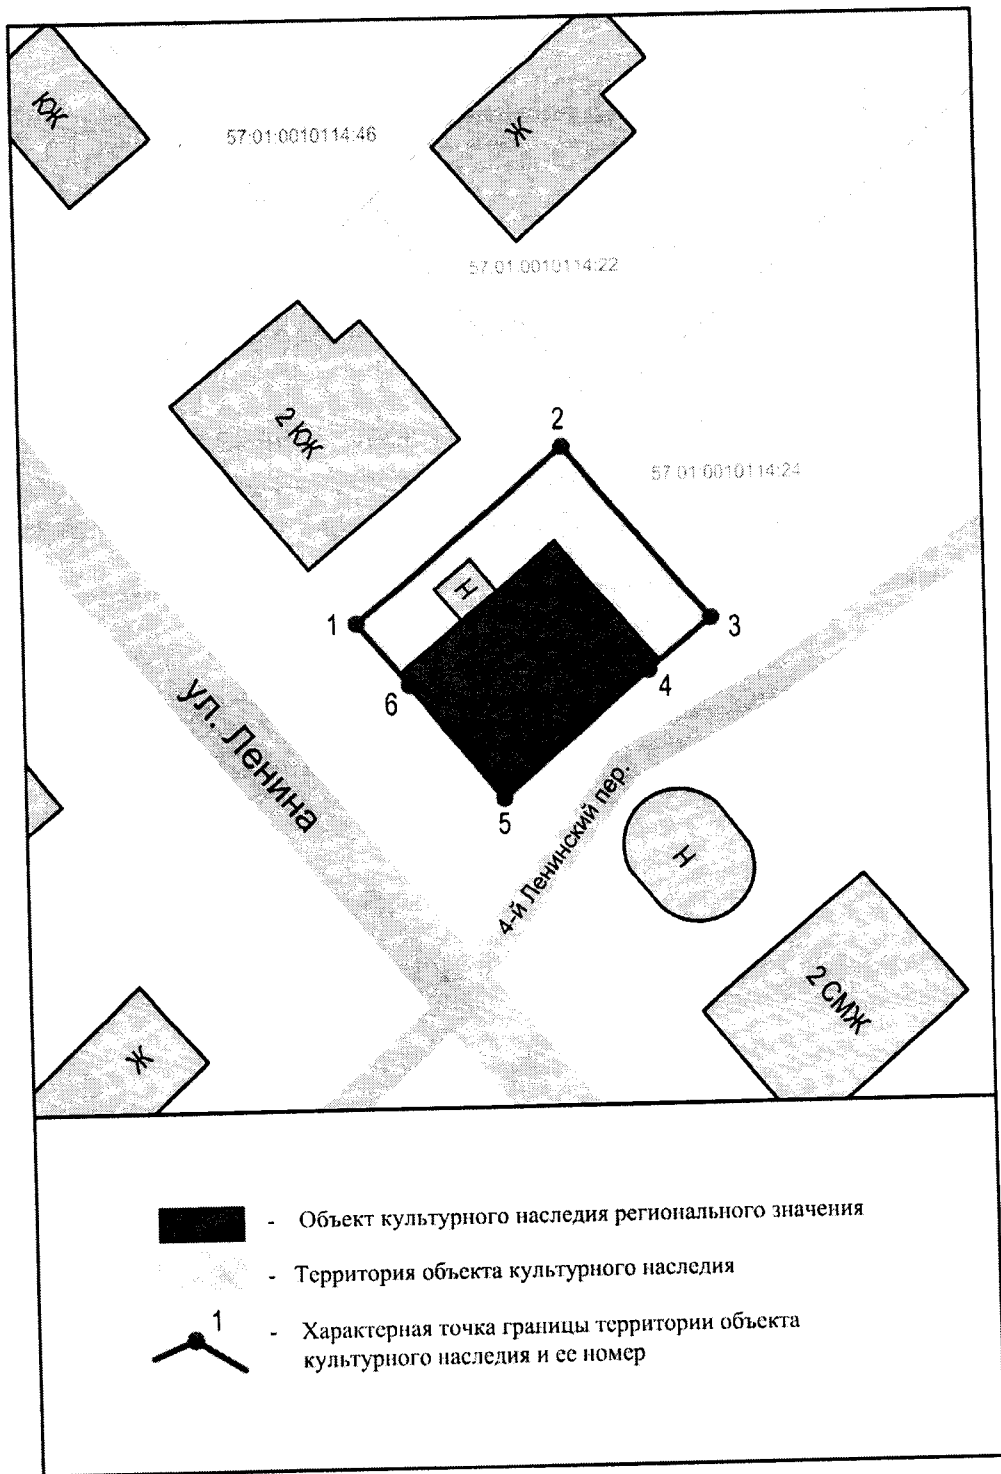 КЖ
Ж
57:01:0010114:46
57:01:0010114:22
2 КЖ
2
57:01:0010114:24
Н
1
3
4
6
ул. Ленина
5
4-й Ленинский пер.
Н
2 СМЖ
Ж
- Объект культурного наследия регионального значения
- Территория объекта культурного наследия
1
- Характерная точка границы территории объекта
культурного наследия и ее номер